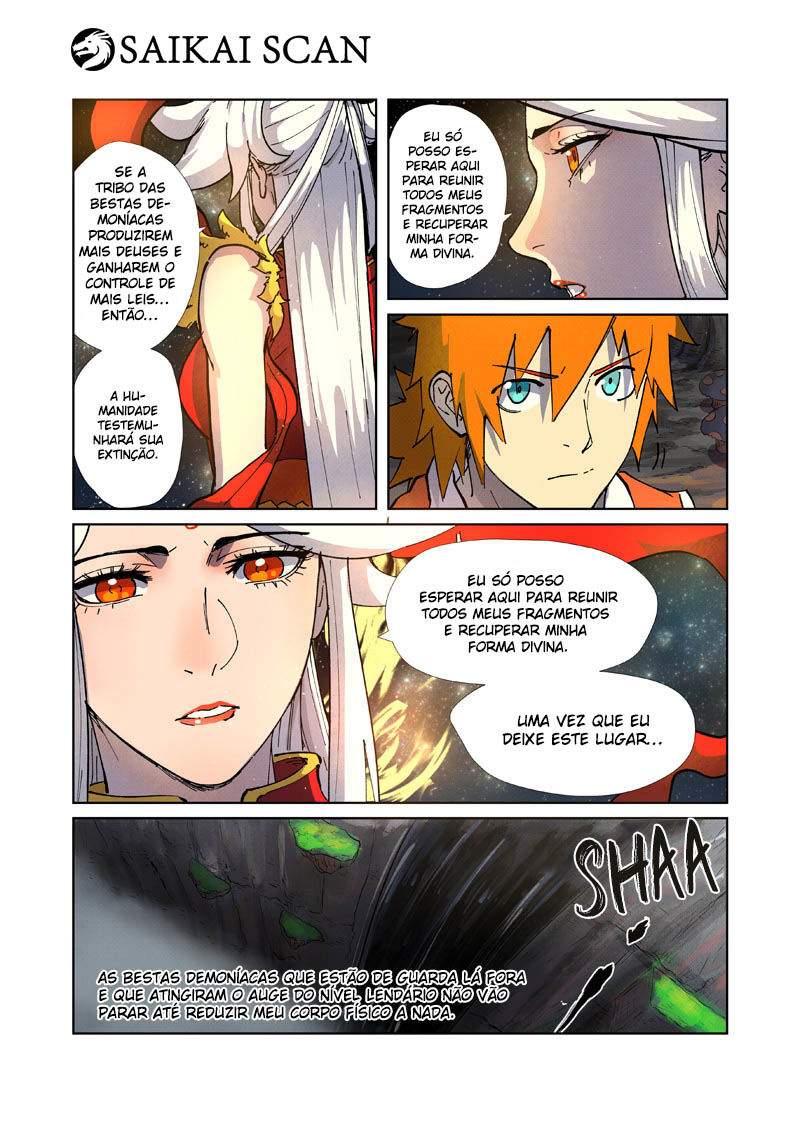 SAIKAI SCAN
SE A
TRIBO DAS
BESTAS DE-
MONÍACAS
PRODUZIREM
MAIS DEUSES E
GANHAREM O
CONTROLE DE
MAIS LEIS...
ENTÃO...
A HU-
MANIDADE
TESTEMU-
NHARÁ SUA
EXTINÇÃO.
EU SÓ
POSSO ES-
PERAR AQUI
PARA REUNIR
TODOS MEUS
FRAGMENTOS
E RECUPERAR
MINHA FOR-
MA DIVINA.
EU SÓ POSSO
ESPERAR AQUI PARA REUNIR
TODOS MEUS FRAGMENTOS
E RECUPERAR MINHA
FORMA DIVINA.
UMA VEZ QUE EU
DEIXE ESTE LUGAR...
SHAA
AS BESTAS DEMONÍACAS QUE ESTÃO DE GUARDA LÁ FORA
E QUE ATINGIRAM O AUGE DO NÍVEL LENDÁRIO NÃO VÃO
PARAR ATÉ REDUZIR MEU CORPO FÍSICO A NADA.